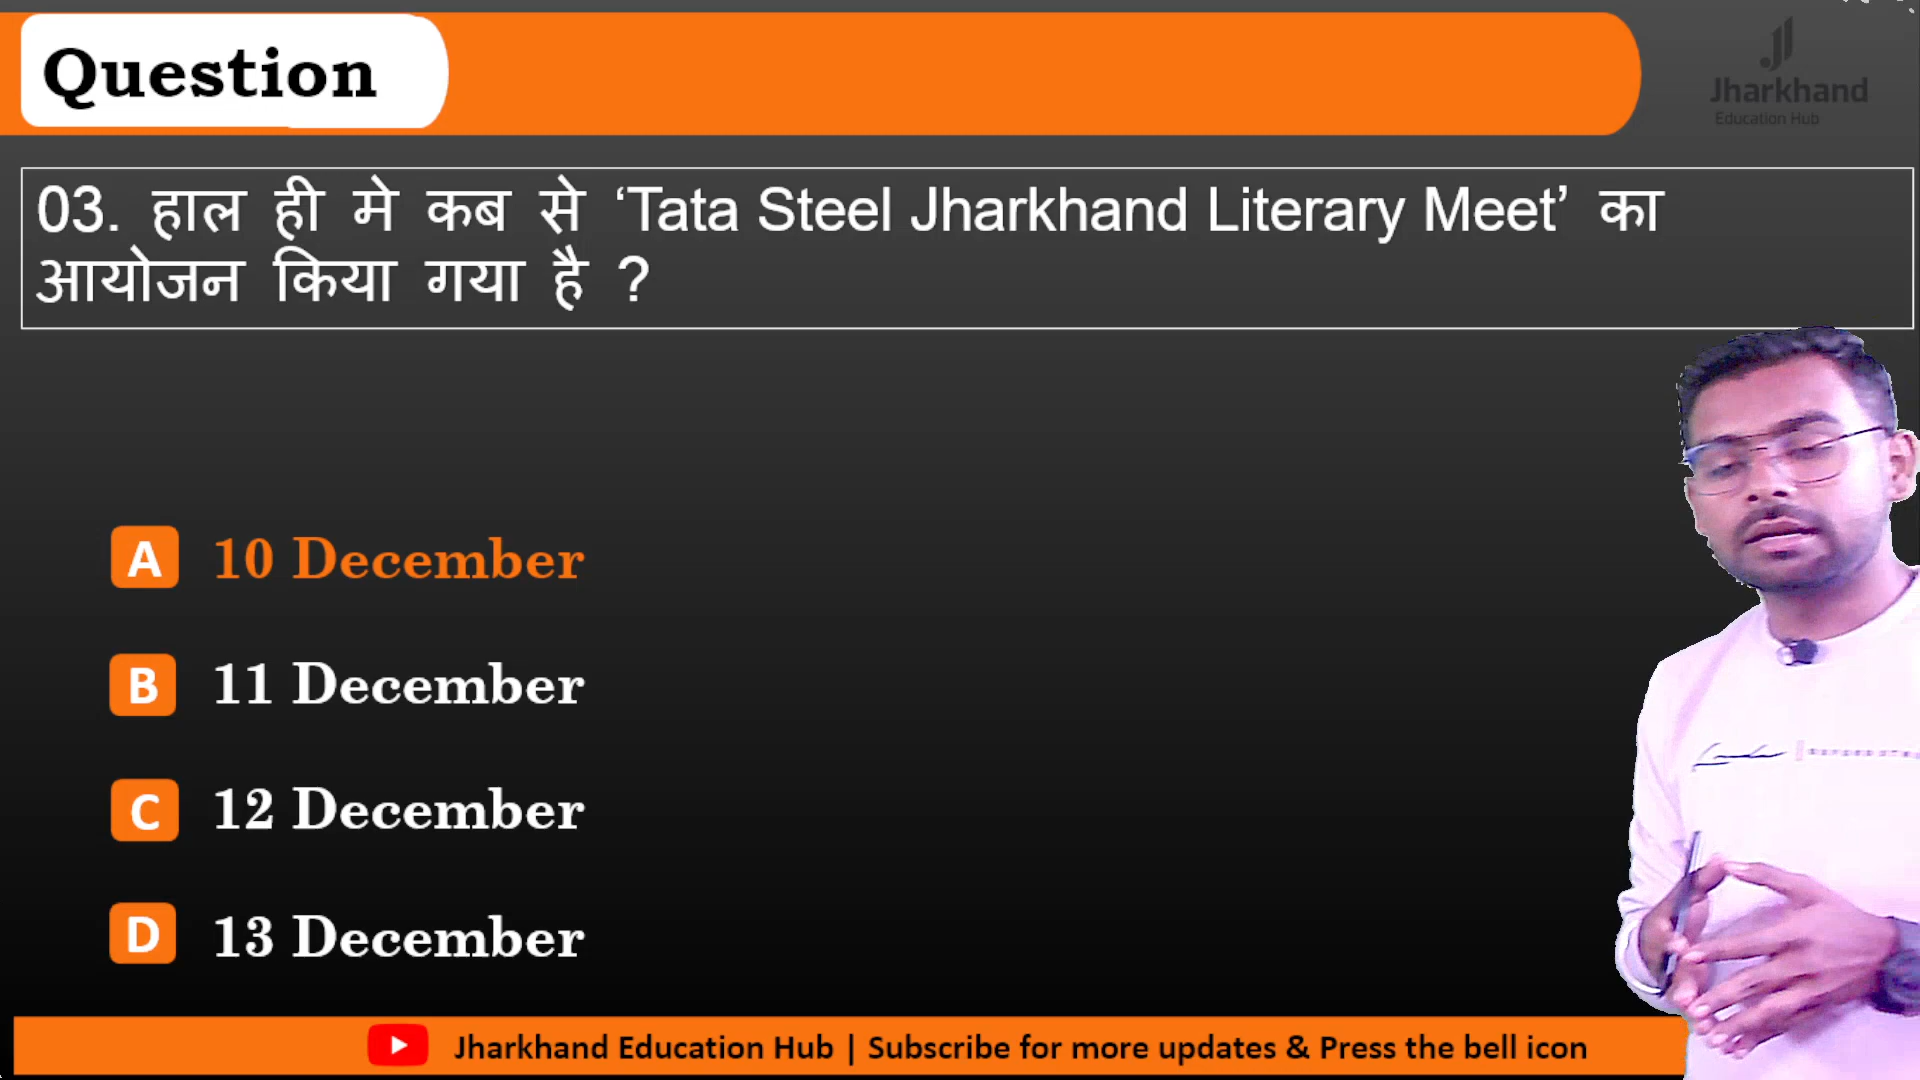 Question
Jharkhand
Education Hub
03. हाल ही मे कब से ‘Tata Steel Jharkhand Literary Meet’ का
आयोजन किया गया है ?
A 10 December
B 11 December
C 12 December
D 13 December
Jharkhand Education Hub | Subscribe for more updates & Press the bell icon